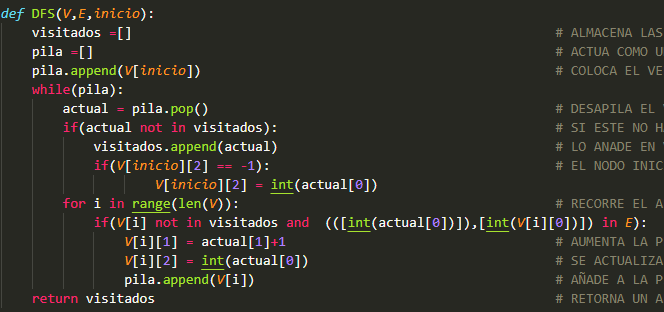 def DFS(V,E,inicio):
    visitados =[] # ALMACENA LAS
    pila =[] # ACTUA COMO U
    pila.append(V[inicio]) # COLOCA EL VE
    while(pila):
        actual = pila.pop() # DESAPILA EL
        if(actual not in visitados): # SI ESTE NO H
            visitados.append(actual) # LO ANADE EN
            if(V[inicio][2] == -1): # EL NODO INIC
                    V[inicio][2] = int(actual[0])
        for i in range(len(V)): # RECORRE EL A
            if(V[i] not in visitados and  (([int(actual[0])]),[int(V[i][0])]) in E):
                V[i][1] = actual[1]+1 # AUMENTA LA P
                V[i][2] = int(actual[0]) # SE ACTUALIZA
                pila.append(V[i]) # AÑADE A LA P
    return visitados # RETORNA UN A